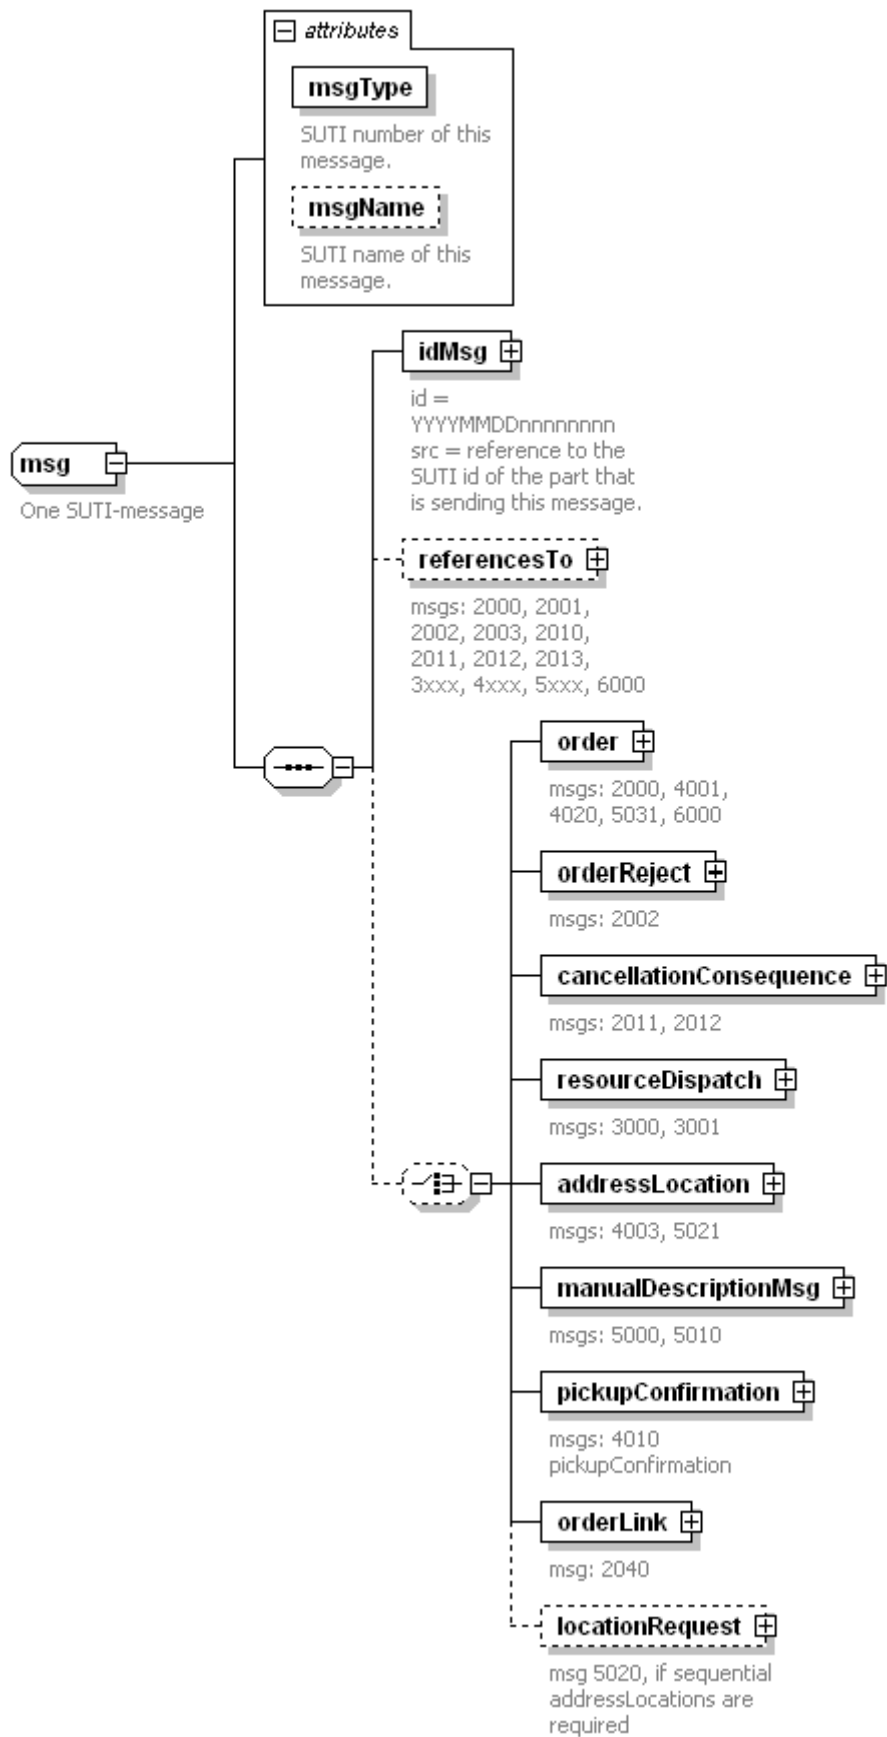 attributes
msgType
SUTI number of this
message.
msgName
SUTI name of this
message.
idMsg
id =
YYYYMMDDnnnnnnnn
src = reference to the
SUTI id of the part that
is sending this message.
msg
One SUTI-message
referencesTo
msgs: 2000, 2001,
2002, 2003, 2010,
2011, 2012, 2013,
3xxx, 4xxx, 5xxx, 6000
order
msgs: 2000, 4001,
4020, 5031, 6000
orderReject
msgs: 2002
cancellationConsequence
msgs: 2011, 2012
resourceDispatch
msgs: 3000, 3001
addressLocation
msgs: 4003, 5021
manualDescriptionMsg
msgs: 5000, 5010
pickupConfirmation
msgs: 4010
pickupConfirmation
orderLink
msg: 2040
locationRequest
msg 5020, if sequential
addressLocations are
required